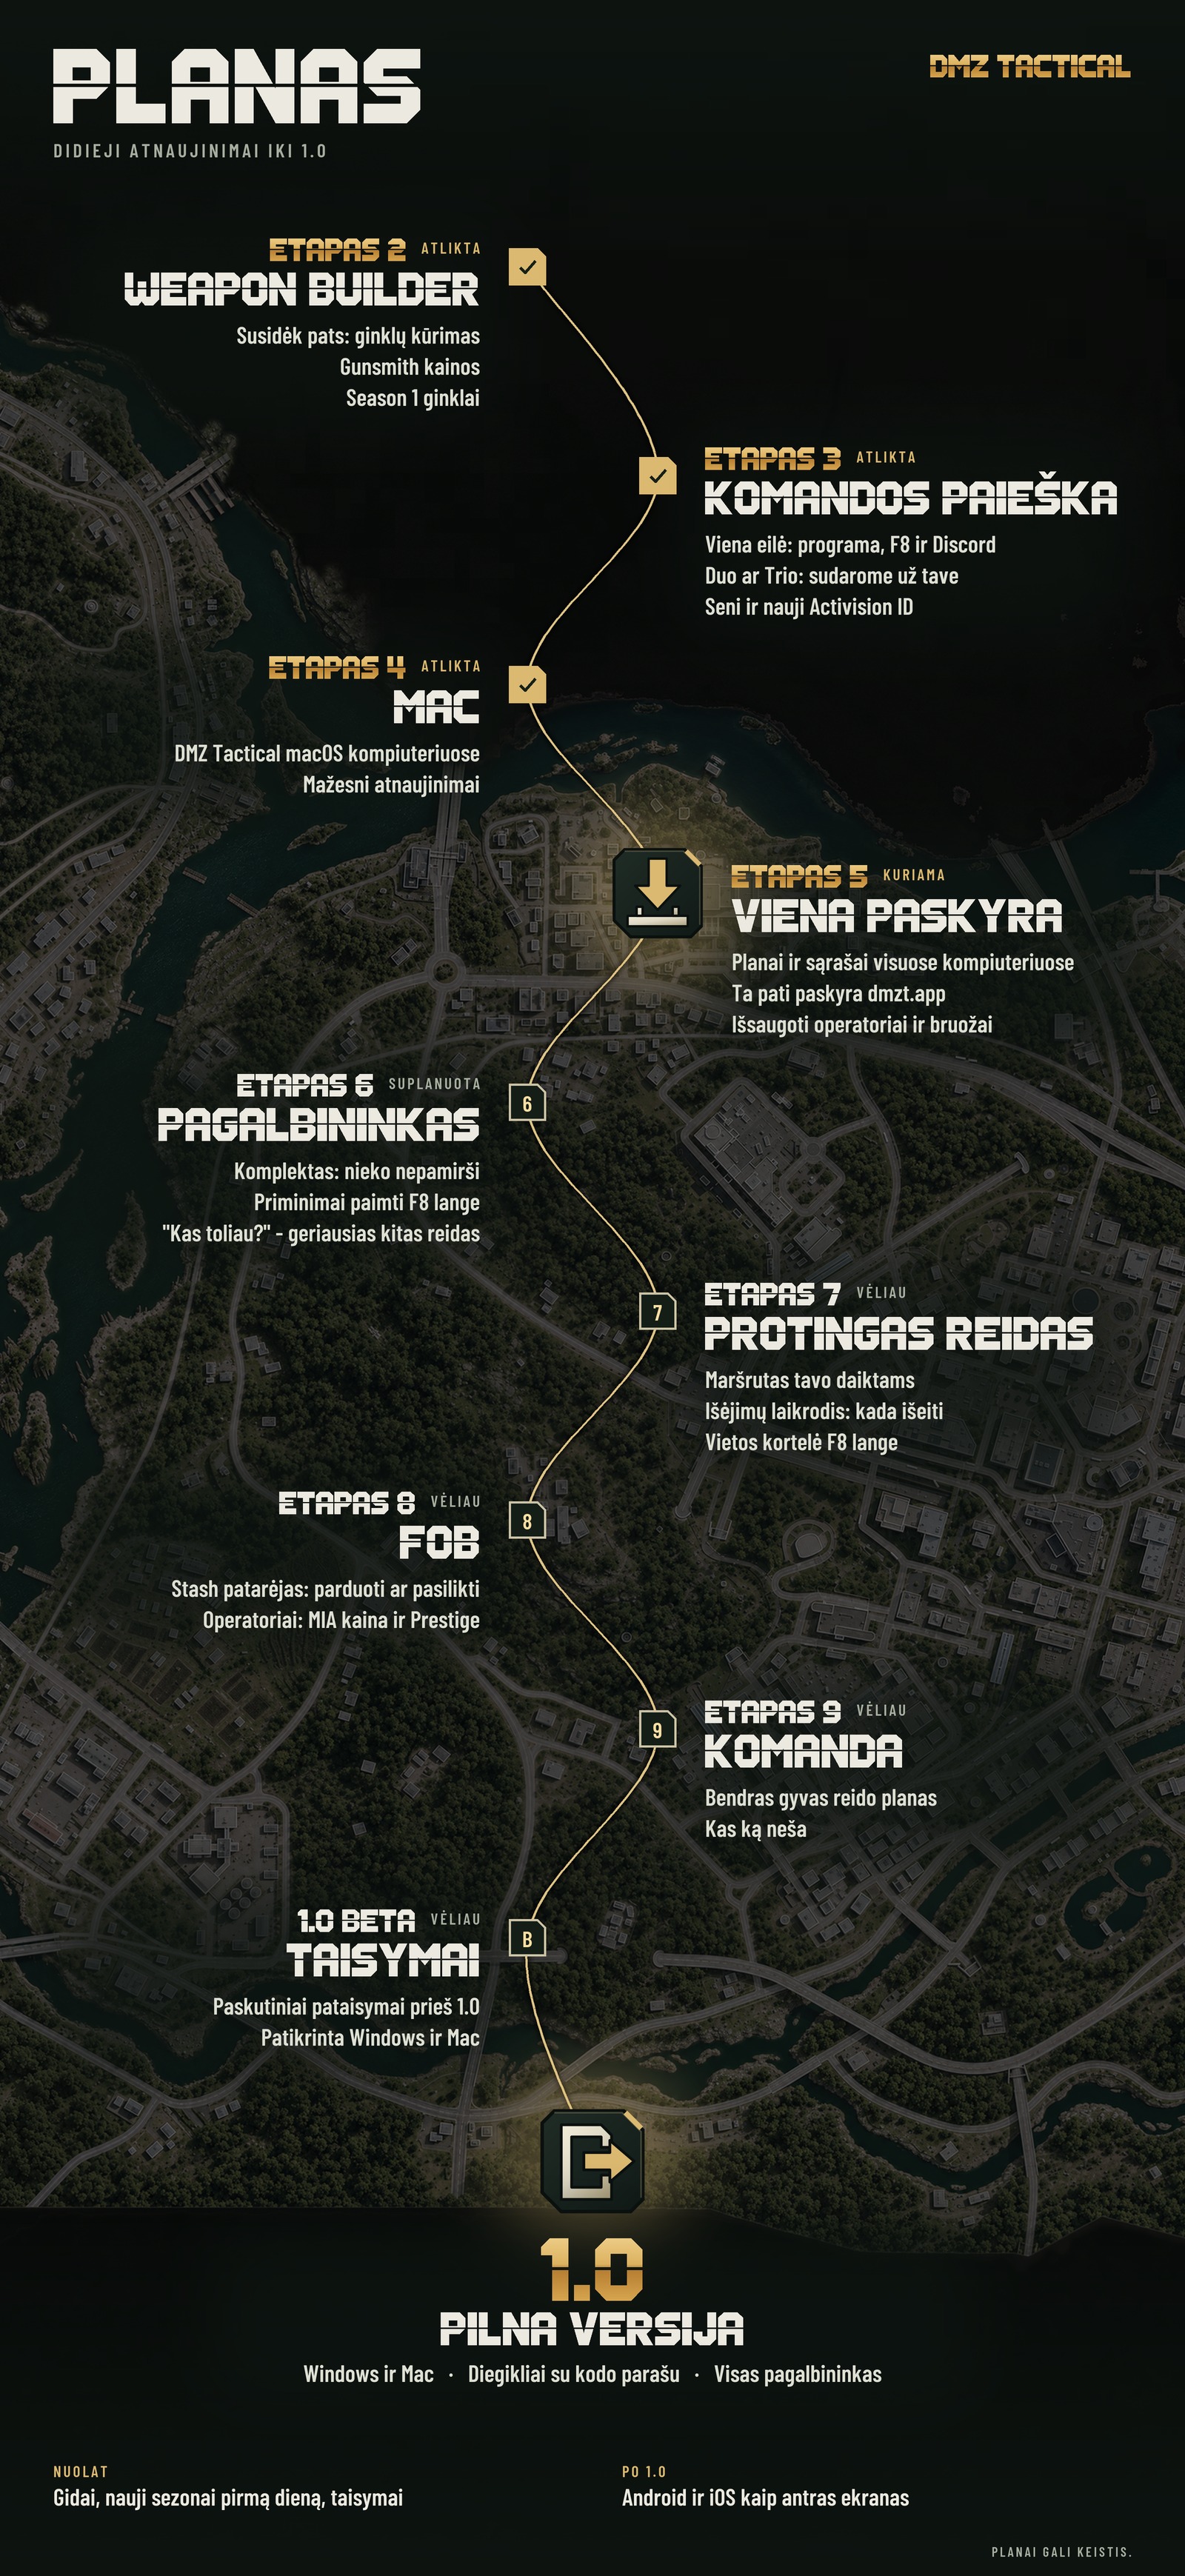 PLANAS
DMZ TACTICAL
DIDIEJI ATNAUJINIMAI IKI 1.0
ETAPAS 2 ATLIKTA
WEAPON BUILDER
Susidėk pats: ginklų kūrimas
Gunsmith kainos
Season 1 ginklai
ETAPAS 3 ATLIKTA
KOMANDOS PAIEŠKA
Viena eilė: programa, F8 ir Discord
Duo ar Trio: sudarome už tave
Seni ir nauji Activision ID
ETAPAS 4 ATLIKTA
MAC
DMZ Tactical macOS kompiuteriuose
Mažesni atnaujinimai
ETAPAS 5 KURIAMA
VIENA PASKYRA
Planai ir sąrašai visuose kompiuteriuose
Ta pati paskyra dmzt.app
Išsaugoti operatoriai ir bruožai
ETAPAS 6 SUPLANUOTA
6
PAGALBININKAS
Komplektas: nieko nepamirši
Priminimai paimti F8 lange
"Kas toliau?" - geriausias kitas reidas
ETAPAS 7 VĖLIAU
7
PROTINGAS REIDAS
Maršrutas tavo daiktams
Išėjimų laikrodis: kada išeiti
Vietos kortelė F8 lange
ETAPAS 8 VĖLIAU
8
FOB
Stash patarėjas: parduoti ar pasilikti
Operatoriai: MIA kaina ir Prestige
ETAPAS 9 VĖLIAU
9
KOMANDA
Bendras gyvas reido planas
Kas ką neša
1.0 BETA VĖLIAU
B
TAISYMAI
Paskutiniai pataisymai prieš 1.0
Patikrinta Windows ir Mac
1.0
PILNA VERSIJA
Windows ir Mac · Diegikliai su kodo parašu · Visas pagalbininkas
NUOLAT
Gidai, nauji sezonai pirmą dieną, taisymai
PO 1.0
Android ir iOS kaip antras ekranas
PLANAI GALI KEISTIS.